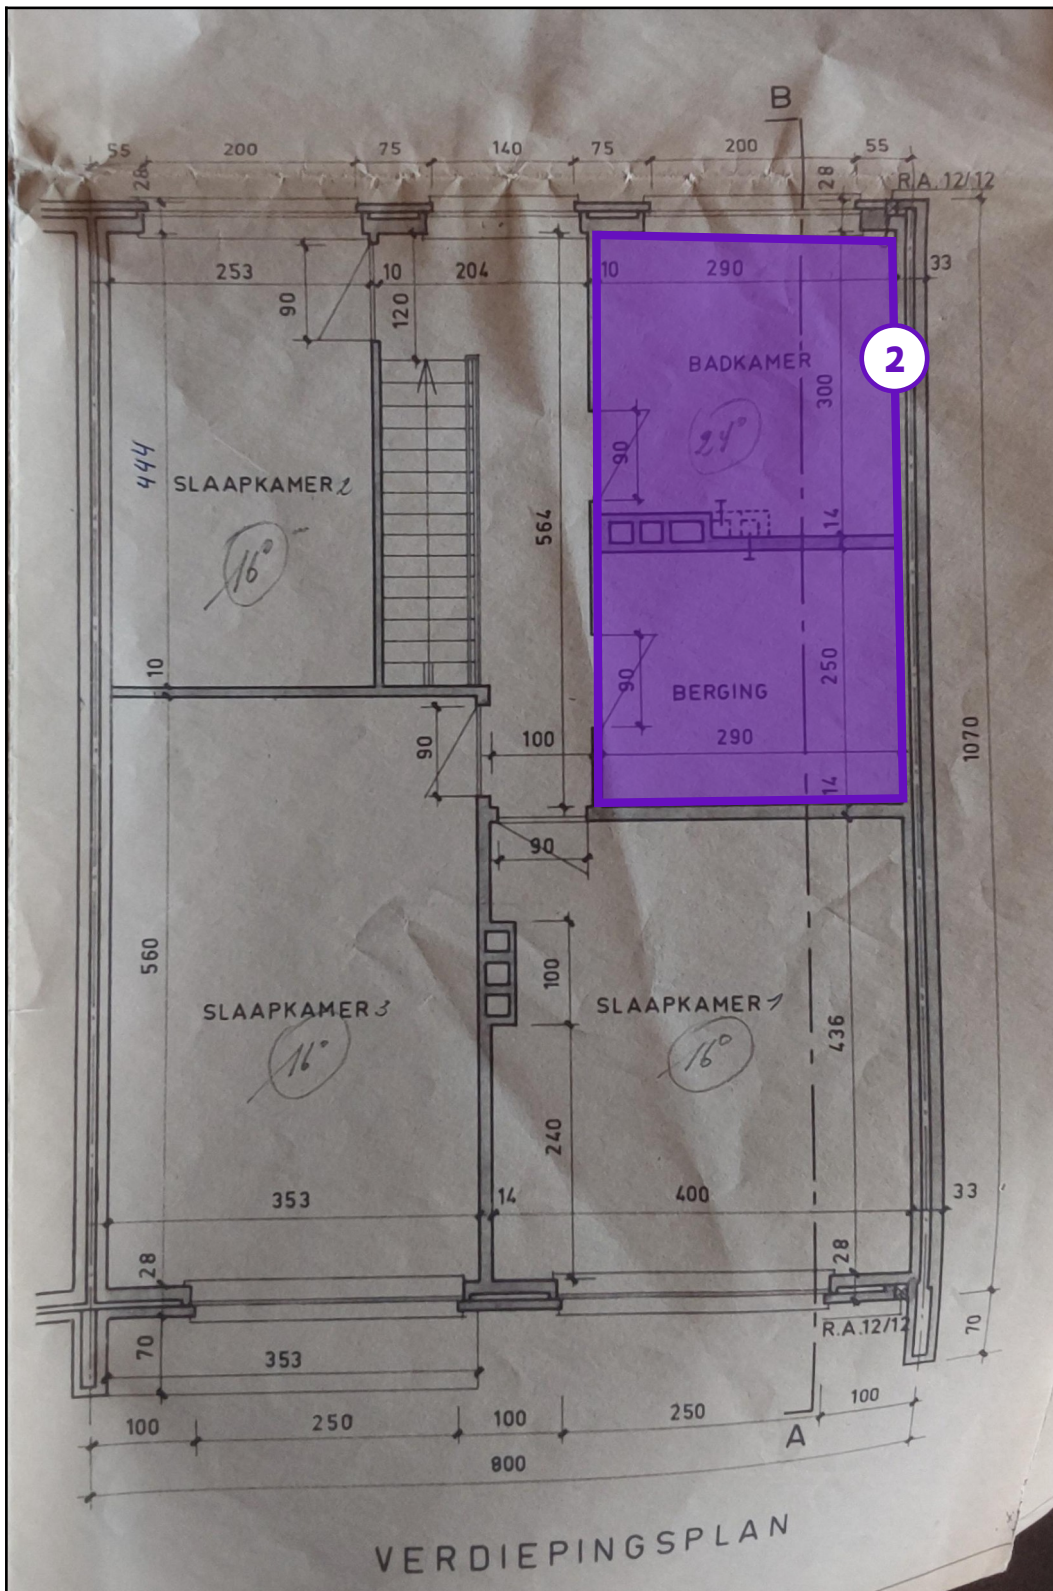 B
55 200 75 140 75 200 55
28 28 R.A.12/12
253 10 204 10 290 33
90 120
BADKAMER
2
300
24°
90
444
SLAAPKAMER 2
16°
564
14
10
90
BERGING
250
90
100
290
1070
14
90
560
100
SLAAPKAMER 3
16°
SLAAPKAMER 1
16°
436
240
353 14 400 33
28 28
R.A.12/12
70 70
353
100 250 100 250 100
A
800
VERDIEPINGSPLAN